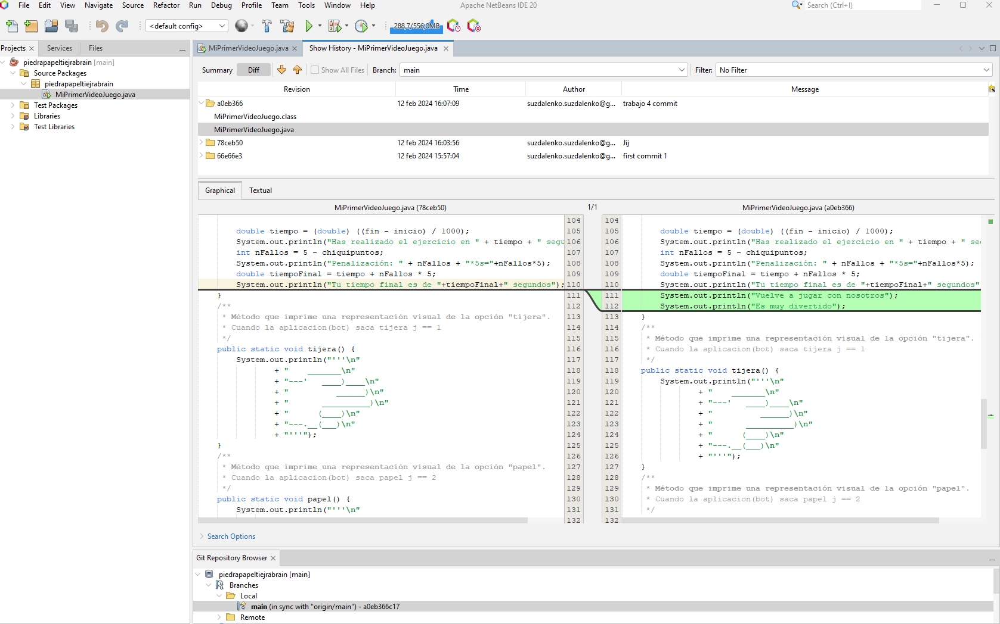 File Edit View Navigate Source Refactor Run Debug Profile Team Tools Window Help
Apache NetBeans IDE 20
Search (Ctrl+I)
<default config>
288,7/556,0MB
Projects Services Files
piedrapapeltiejrabrain [main]
Source Packages
piedrapapeltiejrabrain
MiPrimerVideoJuego.java
Test Packages
Libraries
Test Libraries
MiPrimerVideoJuego.java
Show History - MiPrimerVideoJuego.java
Summary Diff Show All Files Branch: main Filter: No Filter
Revision Time Author Message
a0eb366 12 feb 2024 16:07:09 suzdalenko.suzdalenko@g... trabajo 4 commit
MiPrimerVideoJuego.class
MiPrimerVideoJuego.java
78ceb50 12 feb 2024 16:03:56 suzdalenko.suzdalenko@g... Jij
66e66e3 12 feb 2024 15:57:04 suzdalenko.suzdalenko@g... first commit 1
Graphical Textual
MiPrimerVideoJuego.java (78ceb50) 1/1 MiPrimerVideoJuego.java (a0eb366)
104
double tiempo = (double) ((fin - inicio) / 1000); 105
System.out.println("Has realizado el ejercicio en " + tiempo + " segu 106
int nFallos = 5 - chiquipuntos; 107
System.out.println("Penalización: " + nFallos + "*5s="+nFallos*5); 108
double tiempoFinal = tiempo + nFallos * 5; 109
System.out.println("Tu tiempo final es de "+tiempoFinal+" segundos"); 110
} 111
/** 112
* Método que imprime una representación visual de la opción "tijera". 113
* Cuando la aplicacion(bot) saca tijera j == 1 114
*/ 115
public static void tijera() { 116
System.out.println("'''\n" 117
+ "    _______\n" 118
+ "---'   ____)____\n" 119
+ "          ______)\n" 120
+ "       __________)\n" 121
+ "      (____)\n" 122
+ "---.__(___)\n" 123
+ "'''"); 124
} 125
/** 126
* Método que imprime una representación visual de la opción "papel". 127
* Cuando la aplicacion(bot) saca papel j == 2 128
*/ 129
public static void papel() { 130
System.out.println("'''\n" 131
132
104
105 double tiempo = (double) ((fin - inicio) / 1000);
106 System.out.println("Has realizado el ejercicio en " + tiempo + " se
107 int nFallos = 5 - chiquipuntos;
108 System.out.println("Penalización: " + nFallos + "*5s="+nFallos*5);
109 double tiempoFinal = tiempo + nFallos * 5;
110 System.out.println("Tu tiempo final es de "+tiempoFinal+" segundos"
111 System.out.println("Vuelve a jugar con nosotros");
112 System.out.println("Es muy divertido");
113 }
114 /**
115 * Método que imprime una representación visual de la opción "tijera".
116 * Cuando la aplicacion(bot) saca tijera j == 1
117 */
118 public static void tijera() {
119 System.out.println("'''\n"
120 + "    _______\n"
121 + "---'   ____)____\n"
122 + "          ______)\n"
123 + "       __________)\n"
124 + "      (____)\n"
125 + "---.__(___)\n"
126 + "'''");
127 }
128 /**
129 * Método que imprime una representación visual de la opción "papel".
130 * Cuando la aplicacion(bot) saca papel j == 2
131 */
132
Search Options
Git Repository Browser
piedrapapeltiejrabrain [main]
Branches
Local
main (in sync with "origin/main") - a0eb366c17
Remote